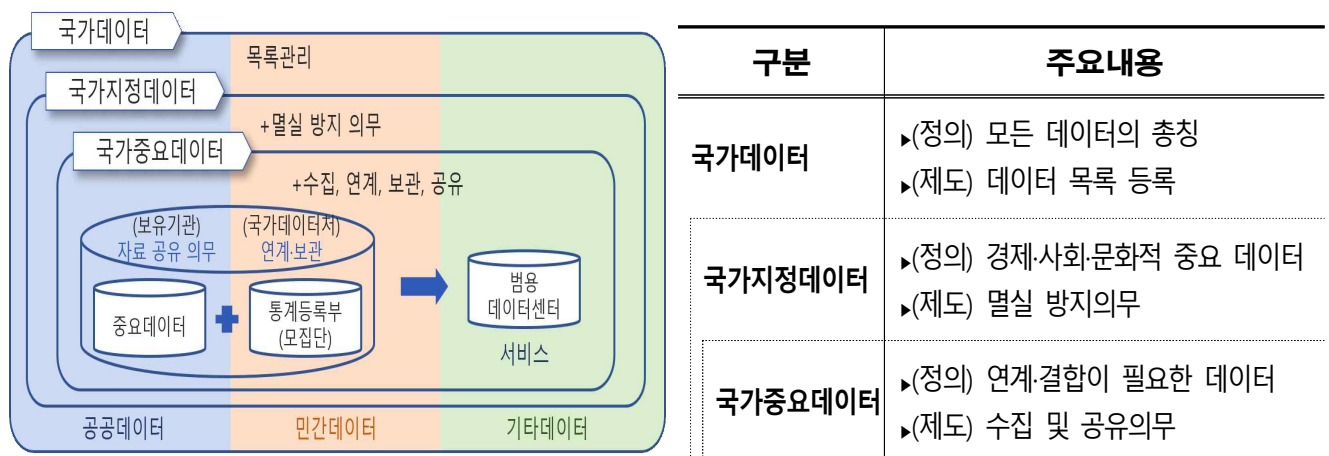 국가데이터
목록관리
국가지정데이터
+멸실 방지 의무
국가중요데이터
+수집, 연계, 보관, 공유
(보유기관) (국가데이터처)
자료 공유 의무 연계·보관
중요데이터
통계등록부
(모집단)
범용
데이터센터
서비스
공공데이터 민간데이터 기타데이터
구분 주요내용
국가데이터
▸(정의) 모든 데이터의 총칭
▸(제도) 데이터 목록 등록
국가지정데이터
▸(정의) 경제·사회·문화적 중요 데이터
▸(제도) 멸실 방지의무
국가중요데이터
▸(정의) 연계·결합이 필요한 데이터
▸(제도) 수집 및 공유의무